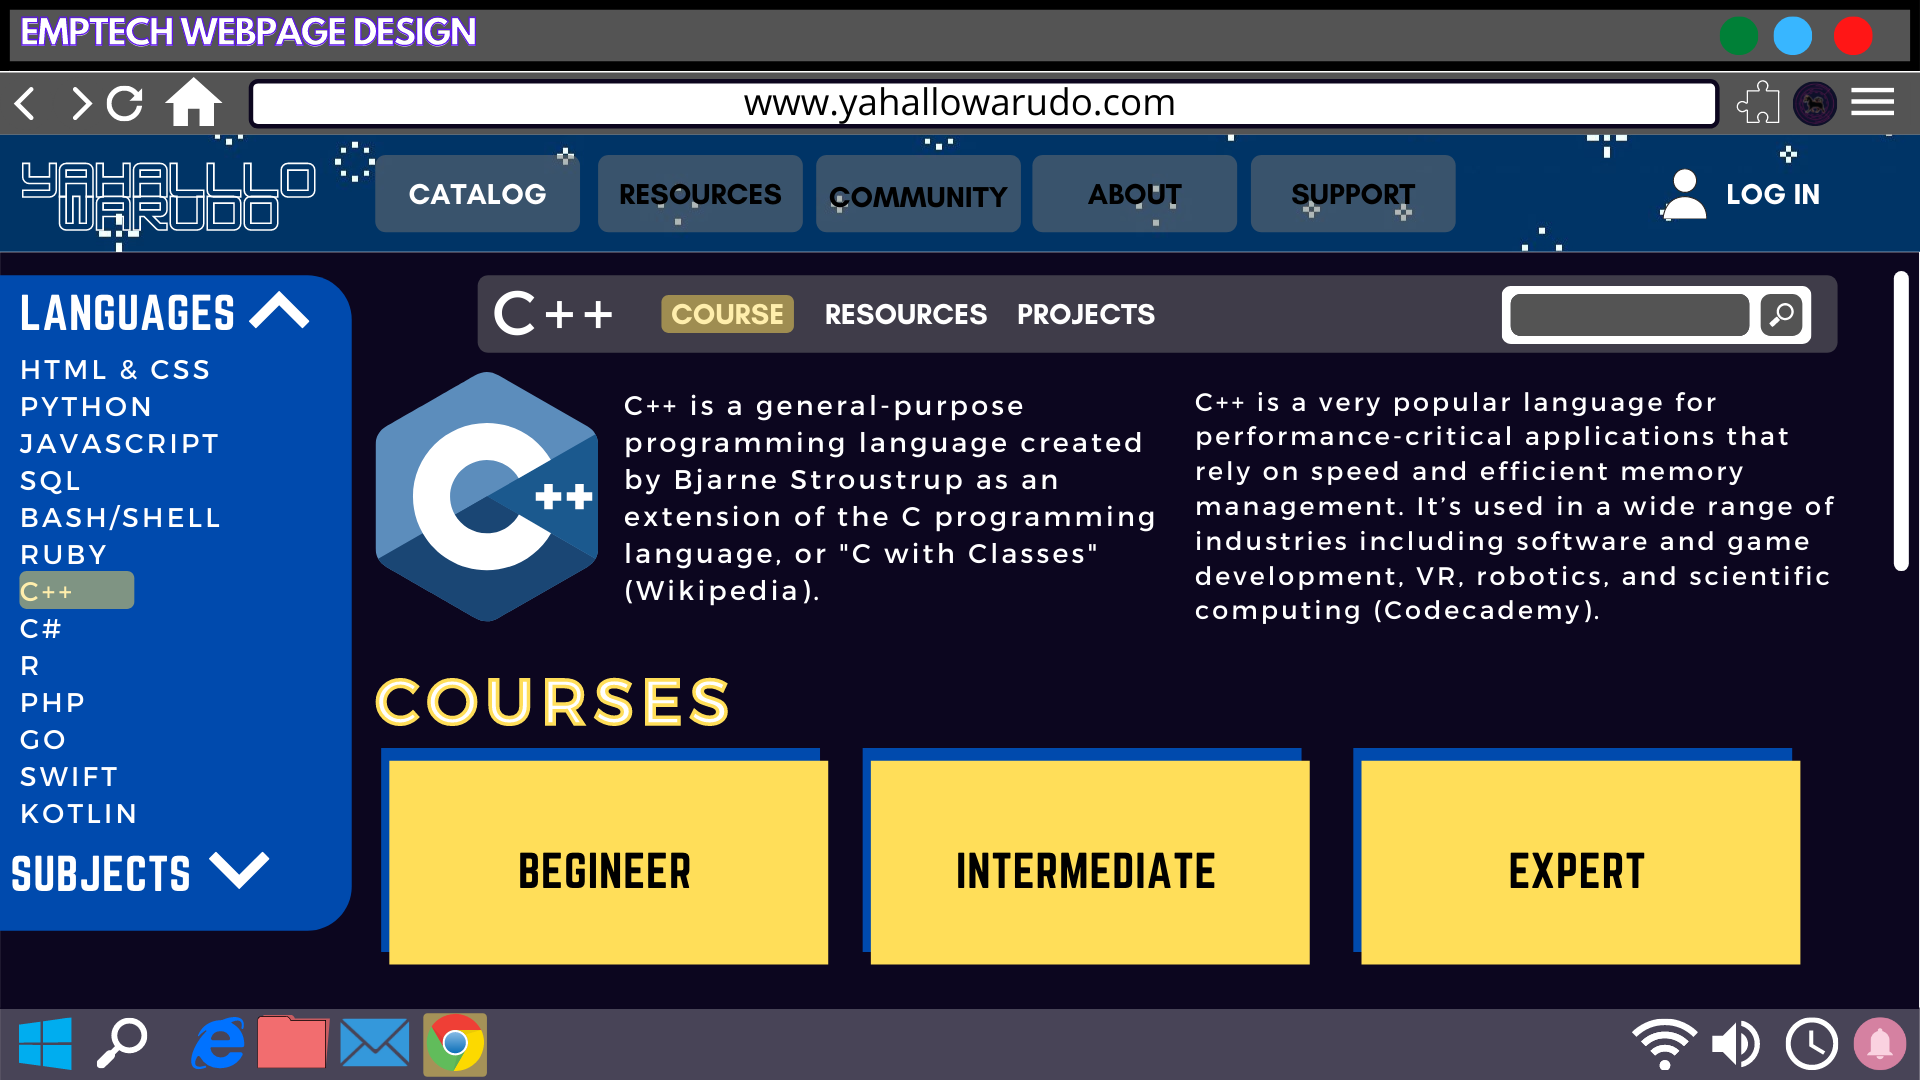 EMPTECH WEBPAGE DESIGN
www.yahallowarudo.com
YAHALLLO
WARUDO
CATALOG
RESOURCES
COMMUNITY
ABOUT
SUPPORT
LOG IN
LANGUAGES
HTML & CSS
PYTHON
JAVASCRIPT
SQL
BASH/SHELL
RUBY
C++
C#
R
PHP
GO
SWIFT
KOTLIN
SUBJECTS
C++
COURSE
RESOURCES
PROJECTS
C++
C++ is a general-purpose
programming language created
by Bjarne Stroustrup as an
extension of the C programming
language, or "C with Classes"
(Wikipedia).
C++ is a very popular language for
performance-critical applications that
rely on speed and efficient memory
management. It’s used in a wide range of
industries including software and game
development, VR, robotics, and scientific
computing (Codecademy).
COURSES
BEGINEER
INTERMEDIATE
EXPERT